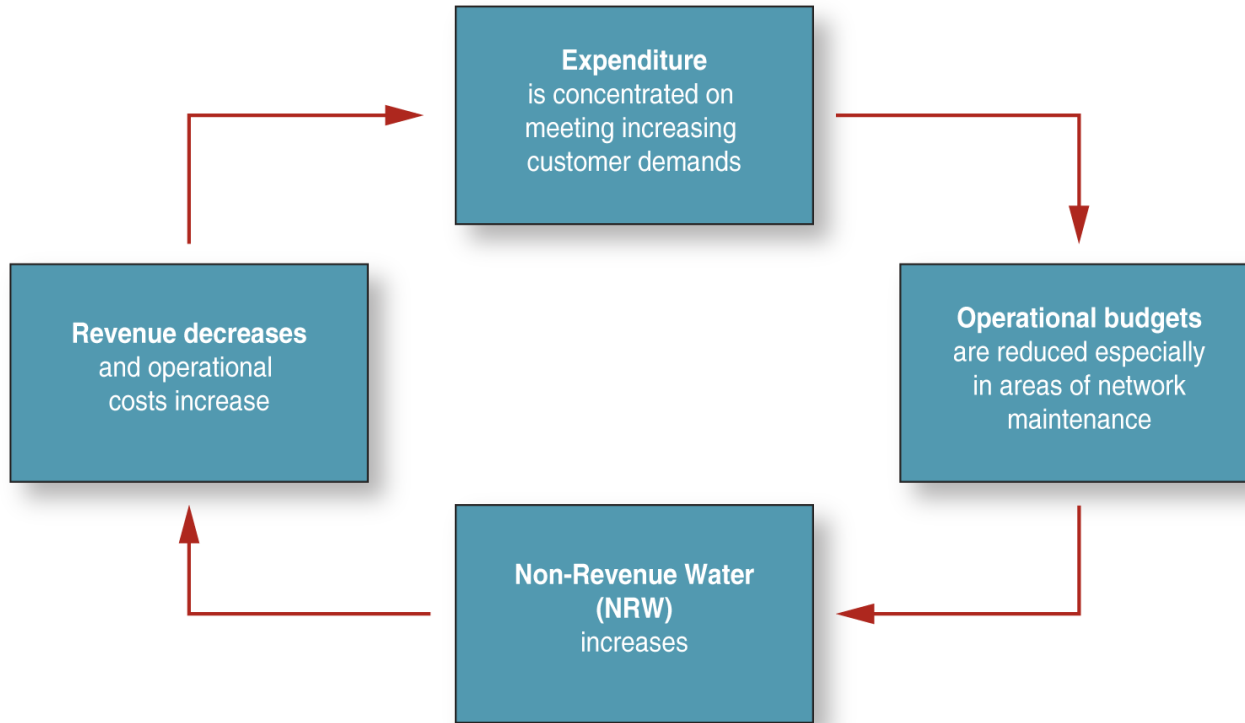 Expenditure
is concentrated on
meeting increasing
customer demands
Operational budgets
are reduced especially
in areas of network
maintenance
Non-Revenue Water
(NRW)
increases
Revenue decreases
and operational
costs increase